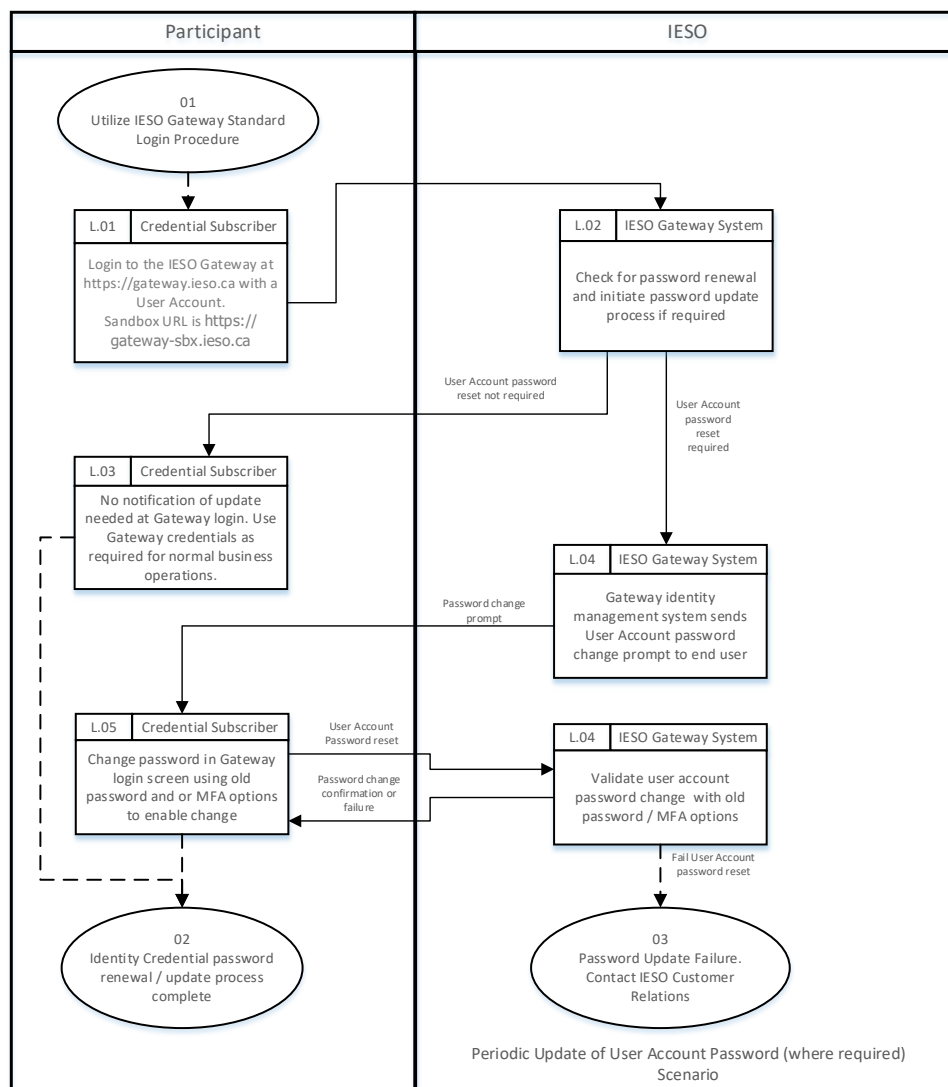 Participant
IESO
01
Utilize IESO Gateway Standard
Login Procedure
L.01
Credential Subscriber
Login to the IESO Gateway at
https://gateway.ieso.ca with a
User Account.
Sandbox URL is https://
gateway-sbx.ieso.ca
L.02
IESO Gateway System
Check for password renewal
and initiate password update
process if required
User Account password
reset not required
User Account
password
reset
required
L.03
Credential Subscriber
No notification of update
needed at Gateway login. Use
Gateway credentials as
required for normal business
operations.
L.04
IESO Gateway System
Gateway identity
management system sends
User Account password
change prompt to end user
Password change
prompt
L.05
Credential Subscriber
Change password in Gateway
login screen using old
password and or MFA options
to enable change
User Account
Password reset
Password change
confirmation or
failure
L.04
IESO Gateway System
Validate user account
password change with old
password / MFA options
Fail User Account
password reset
02
Identity Credential password
renewal / update process
complete
03
Password Update Failure.
Contact IESO Customer
Relations
Periodic Update of User Account Password (where required)
Scenario